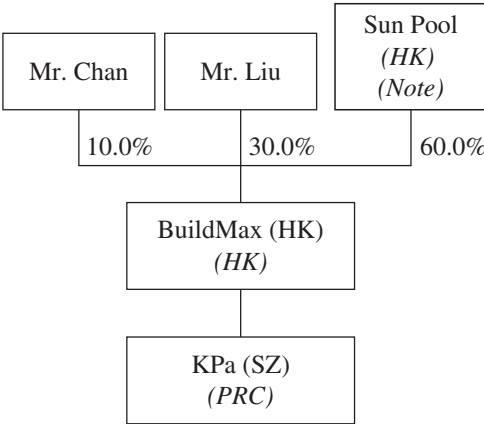 Mr. Chan
Mr. Liu
Sun Pool
(HK)
(Note)
10.0%
30.0%
60.0%
BuildMax (HK)
(HK)
KPa (SZ)
(PRC)